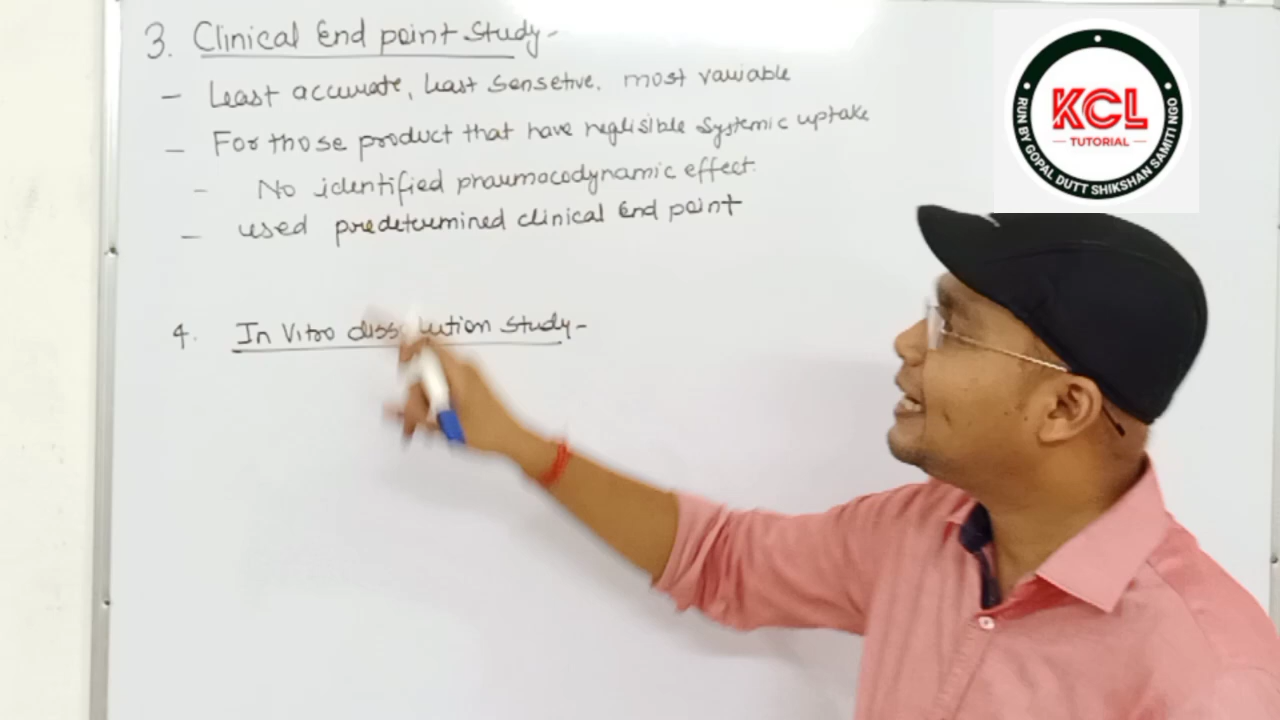 3. Clinical End point Study-
- Least accurate, least sensetive. most variable
- For those product that have neglisible systemic uptake
- No identified praumocodynamic effect.
- used predetermined clinical End point
4. In Vitro dissolution study-
KCL
TUTORIAL
RUN BY GOPAL DUTT SHIKSHAN SAMITI NGO